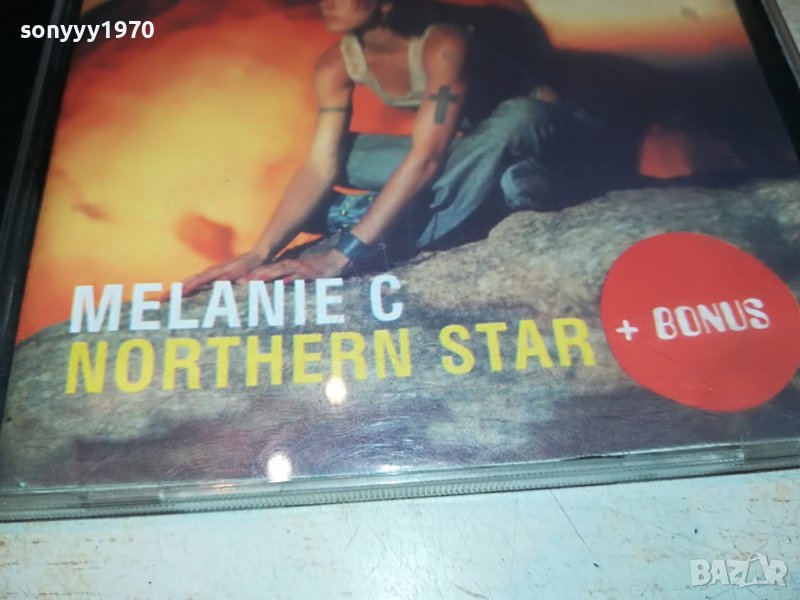 sonyyy1970
MELANIE C
NORTHERN STAR
+ BONUS
BAZAR